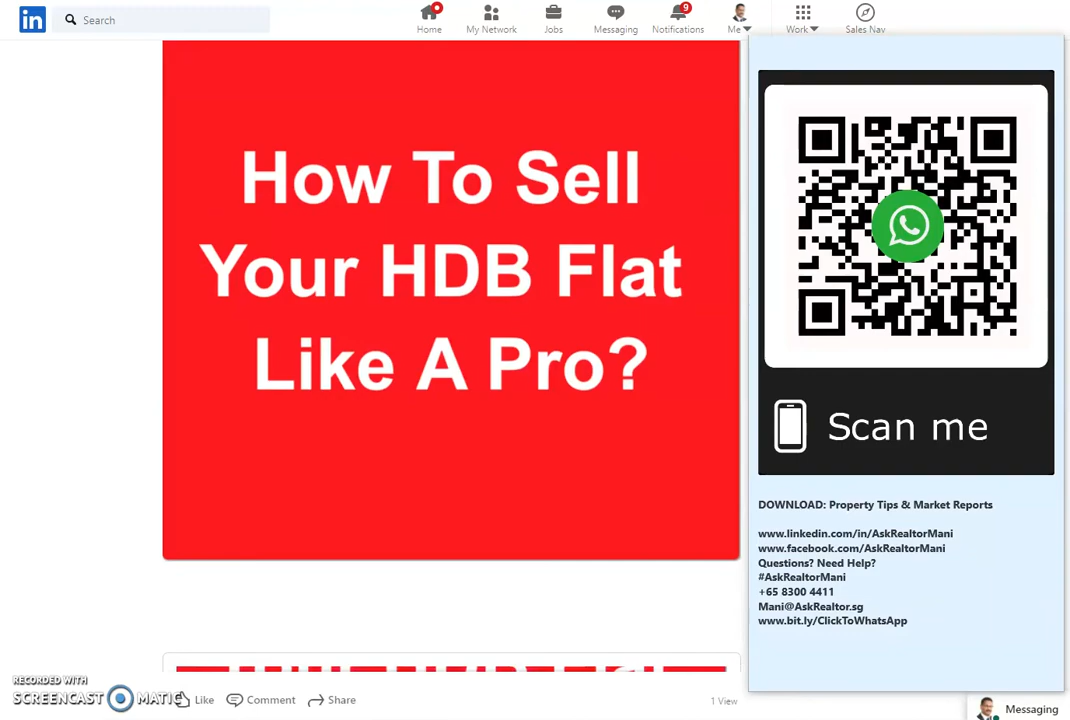 in
Search
Home
My Network
Jobs
Messaging
9
Notifications
Me
Work
Sales Nav
How To Sell
Your HDB Flat
Like A Pro?
Scan me
DOWNLOAD: Property Tips & Market Reports
www.linkedin.com/in/AskRealtorMani
www.facebook.com/AskRealtorMani
Questions? Need Help?
#AskRealtorMani
+65 8300 4411
Mani@AskRealtor.sg
www.bit.ly/ClickToWhatsApp
RECORDED WITH
SCREENCAST MATIC
Like
Comment
Share
1 View
Messaging